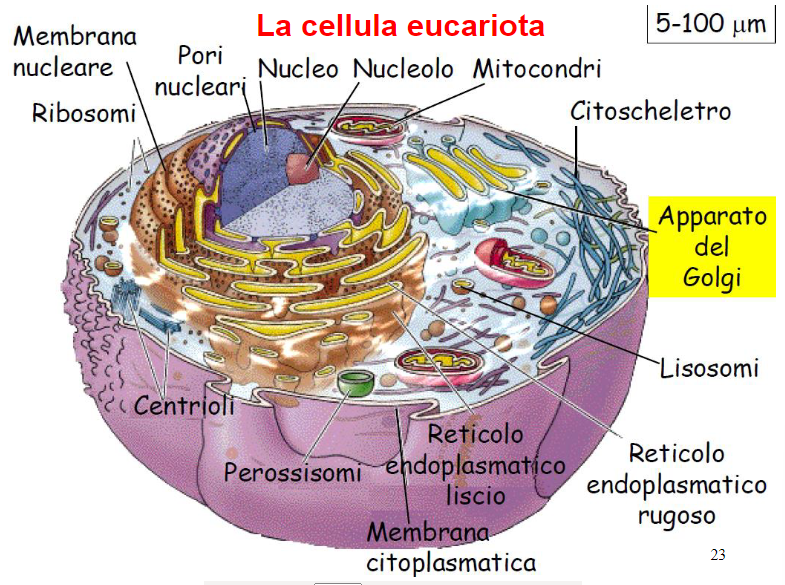 La cellula eucariota
5-100 μm
Membrana
nucleare
Pori
nucleari
Nucleo
Nucleolo
Mitocondri
Ribosomi
Citoscheletro
Apparato
del
Golgi
Lisosomi
Centrioli
Perossisomi
Reticolo
endoplasmatico
liscio
Reticolo
endoplasmatico
rugoso
Membrana
citoplasmatica
23